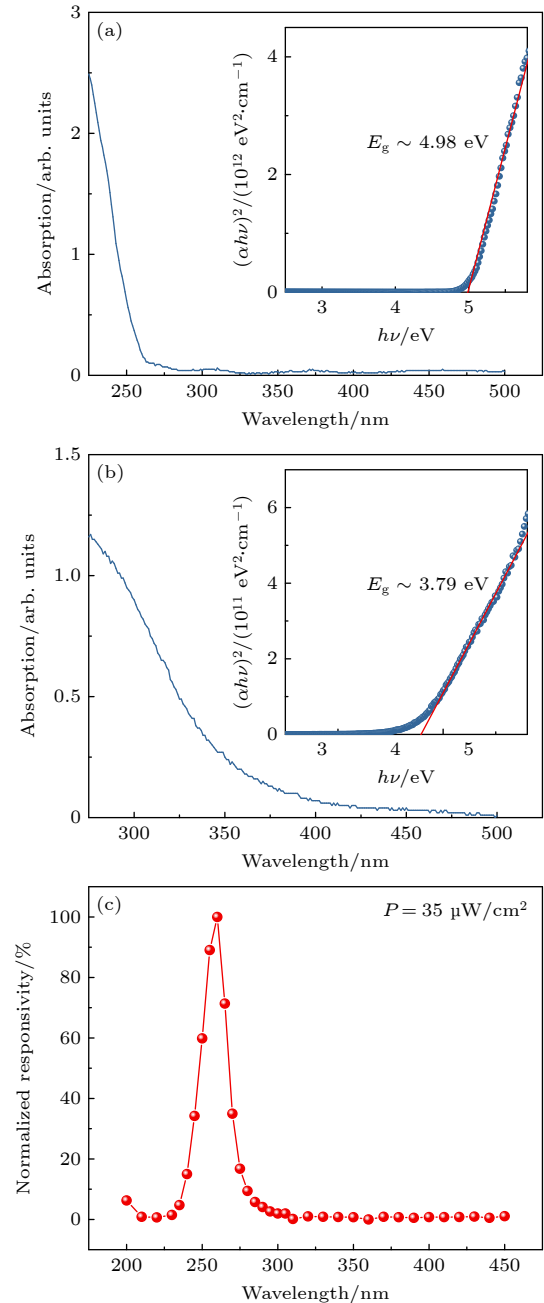 (a)
Absorption/arb. units
3
2
1
0
250
300
350
400
450
500
Wavelength/nm
(αhν)²/(10¹² eV²·cm⁻¹)
4
2
0
3
4
5
hν/eV
E_g ∼ 4.98 eV
(b)
Absorption/arb. units
1.5
1.0
0.5
0
300
350
400
450
500
Wavelength/nm
(αhν)²/(10¹¹ eV²·cm⁻¹)
6
4
2
0
3
4
5
hν/eV
E_g ∼ 3.79 eV
(c)
P = 35 μW/cm²
Normalized responsivity/%
100
80
60
40
20
0
200
250
300
350
400
450
Wavelength/nm